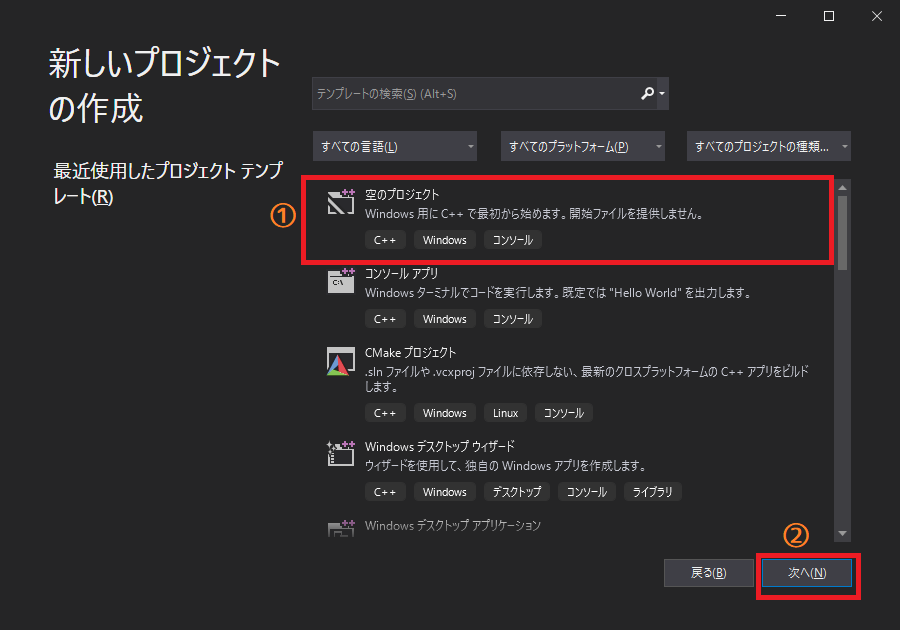 新しいプロジェクト
の作成
最近使用したプロジェクト テンプ
レート(R)
テンプレートの検索(S) (Alt+S)
すべての言語(L)
すべてのプラットフォーム(P)
すべてのプロジェクトの種類...
①
空のプロジェクト
Windows 用に C++ で最初から始めます。開始ファイルを提供しません。
C++ Windows コンソール
コンソール アプリ
Windows ターミナルでコードを実行します。既定では "Hello World" を出力します。
C++ Windows コンソール
CMake プロジェクト
.sln ファイルや .vcxproj ファイルに依存しない、最新のクロスプラットフォームの C++ アプリをビルド
します。
C++ Windows Linux コンソール
Windows デスクトップ ウィザード
ウィザードを使用して、独自の Windows アプリを作成します。
C++ Windows デスクトップ コンソール ライブラリ
Windows デスクトップ アプリケーション
②
戻る(B)
次へ(N)